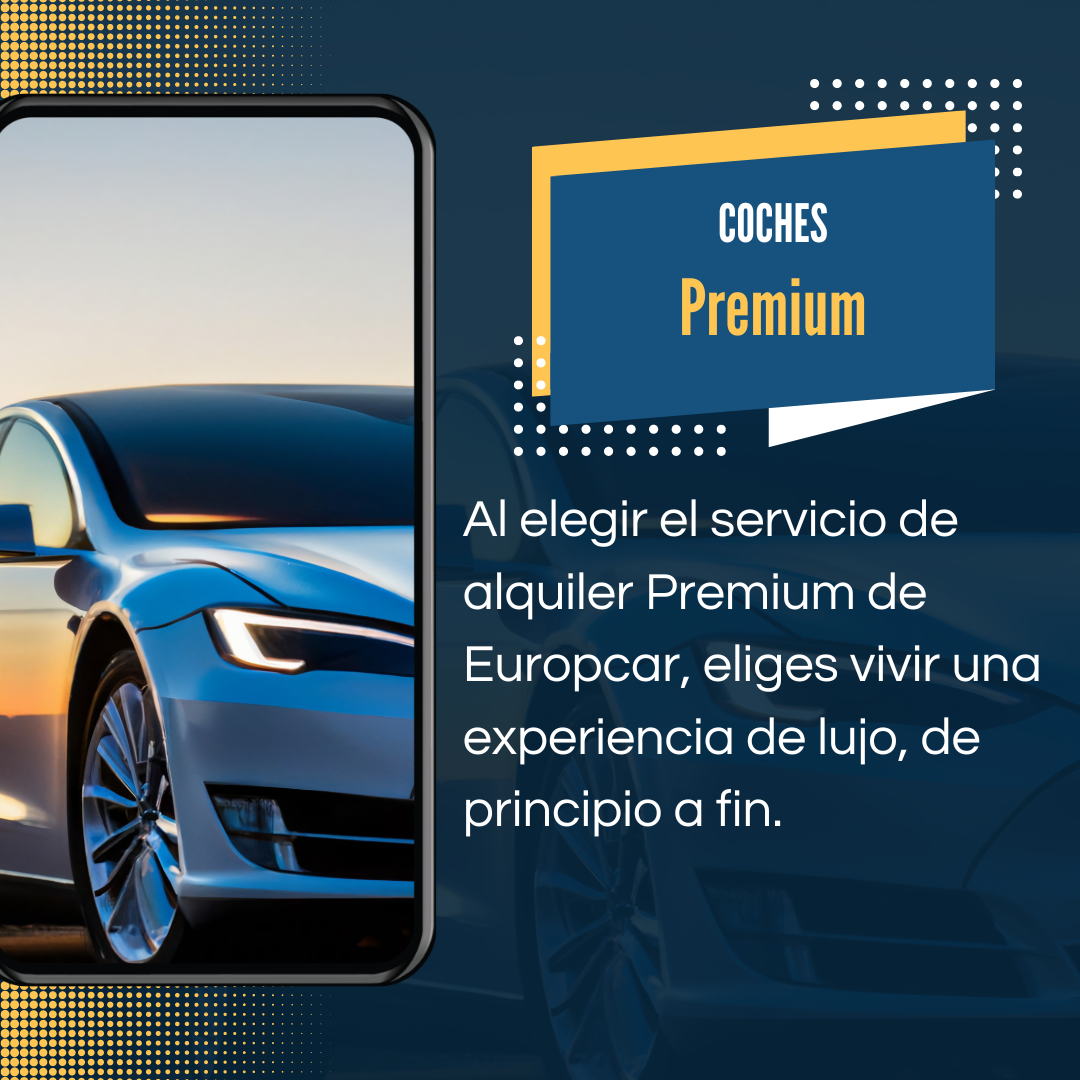 COCHES
Premium
Al elegir el servicio de
alquiler Premium de
Europcar, eliges vivir una
experiencia de lujo, de
principio a fin.